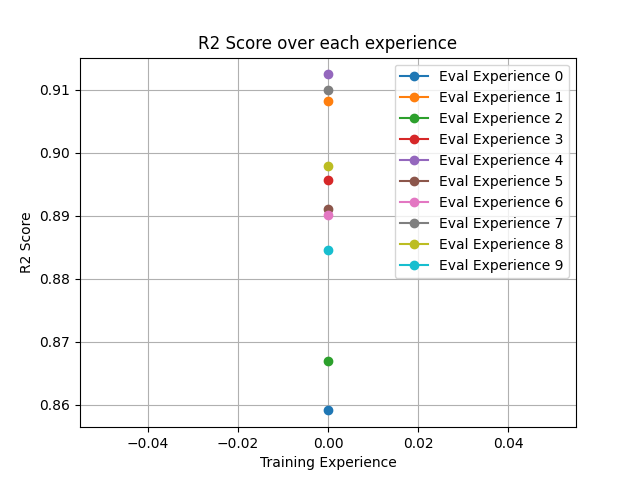 R2 Score over each experience
R2 Score
0.91
0.90
0.89
0.88
0.87
0.86
Eval Experience 0
Eval Experience 1
Eval Experience 2
Eval Experience 3
Eval Experience 4
Eval Experience 5
Eval Experience 6
Eval Experience 7
Eval Experience 8
Eval Experience 9
−0.04 −0.02 0.00 0.02 0.04
Training Experience